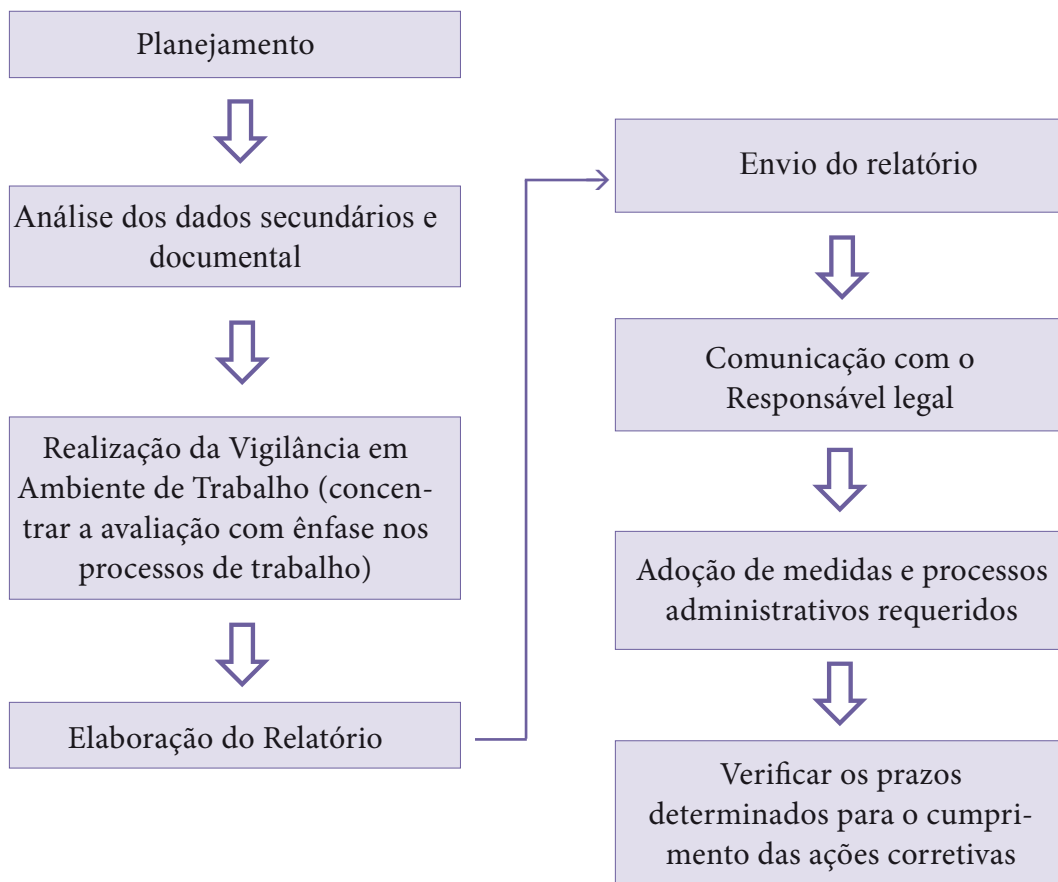 Planejamento
Análise dos dados secundários e
documental
Realização da Vigilância em
Ambiente de Trabalho (concen-
trar a avaliação com ênfase nos
processos de trabalho)
Elaboração do Relatório
Envio do relatório
Comunicação com o
Responsável legal
Adoção de medidas e processos
administrativos requeridos
Verificar os prazos
determinados para o cumpri-
mento das ações corretivas